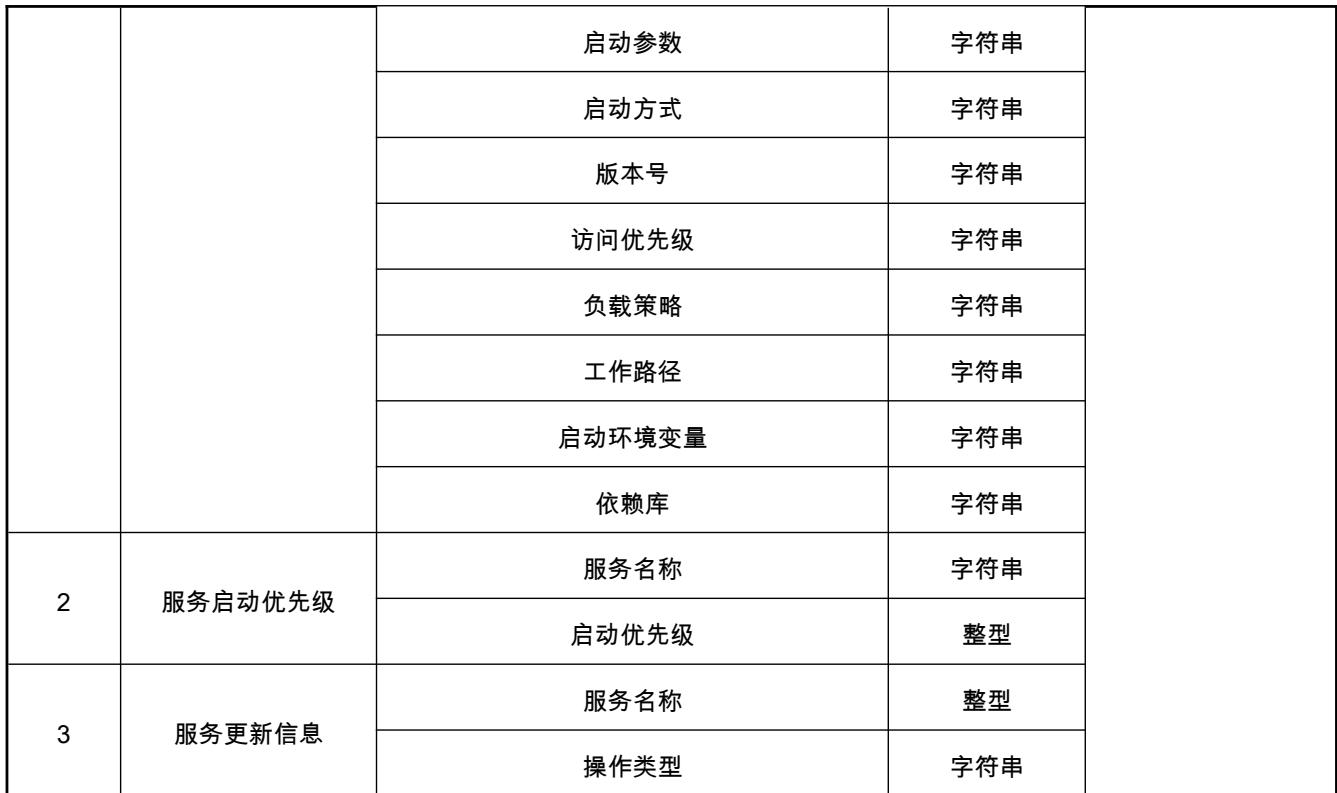 启动参数 字符串
启动方式 字符串
版本号 字符串
访问优先级 字符串
负载策略 字符串
工作路径 字符串
启动环境变量 字符串
依赖库 字符串
2 服务启动优先级 服务名称 字符串
启动优先级 整型
3 服务更新信息 服务名称 整型
操作类型 字符串